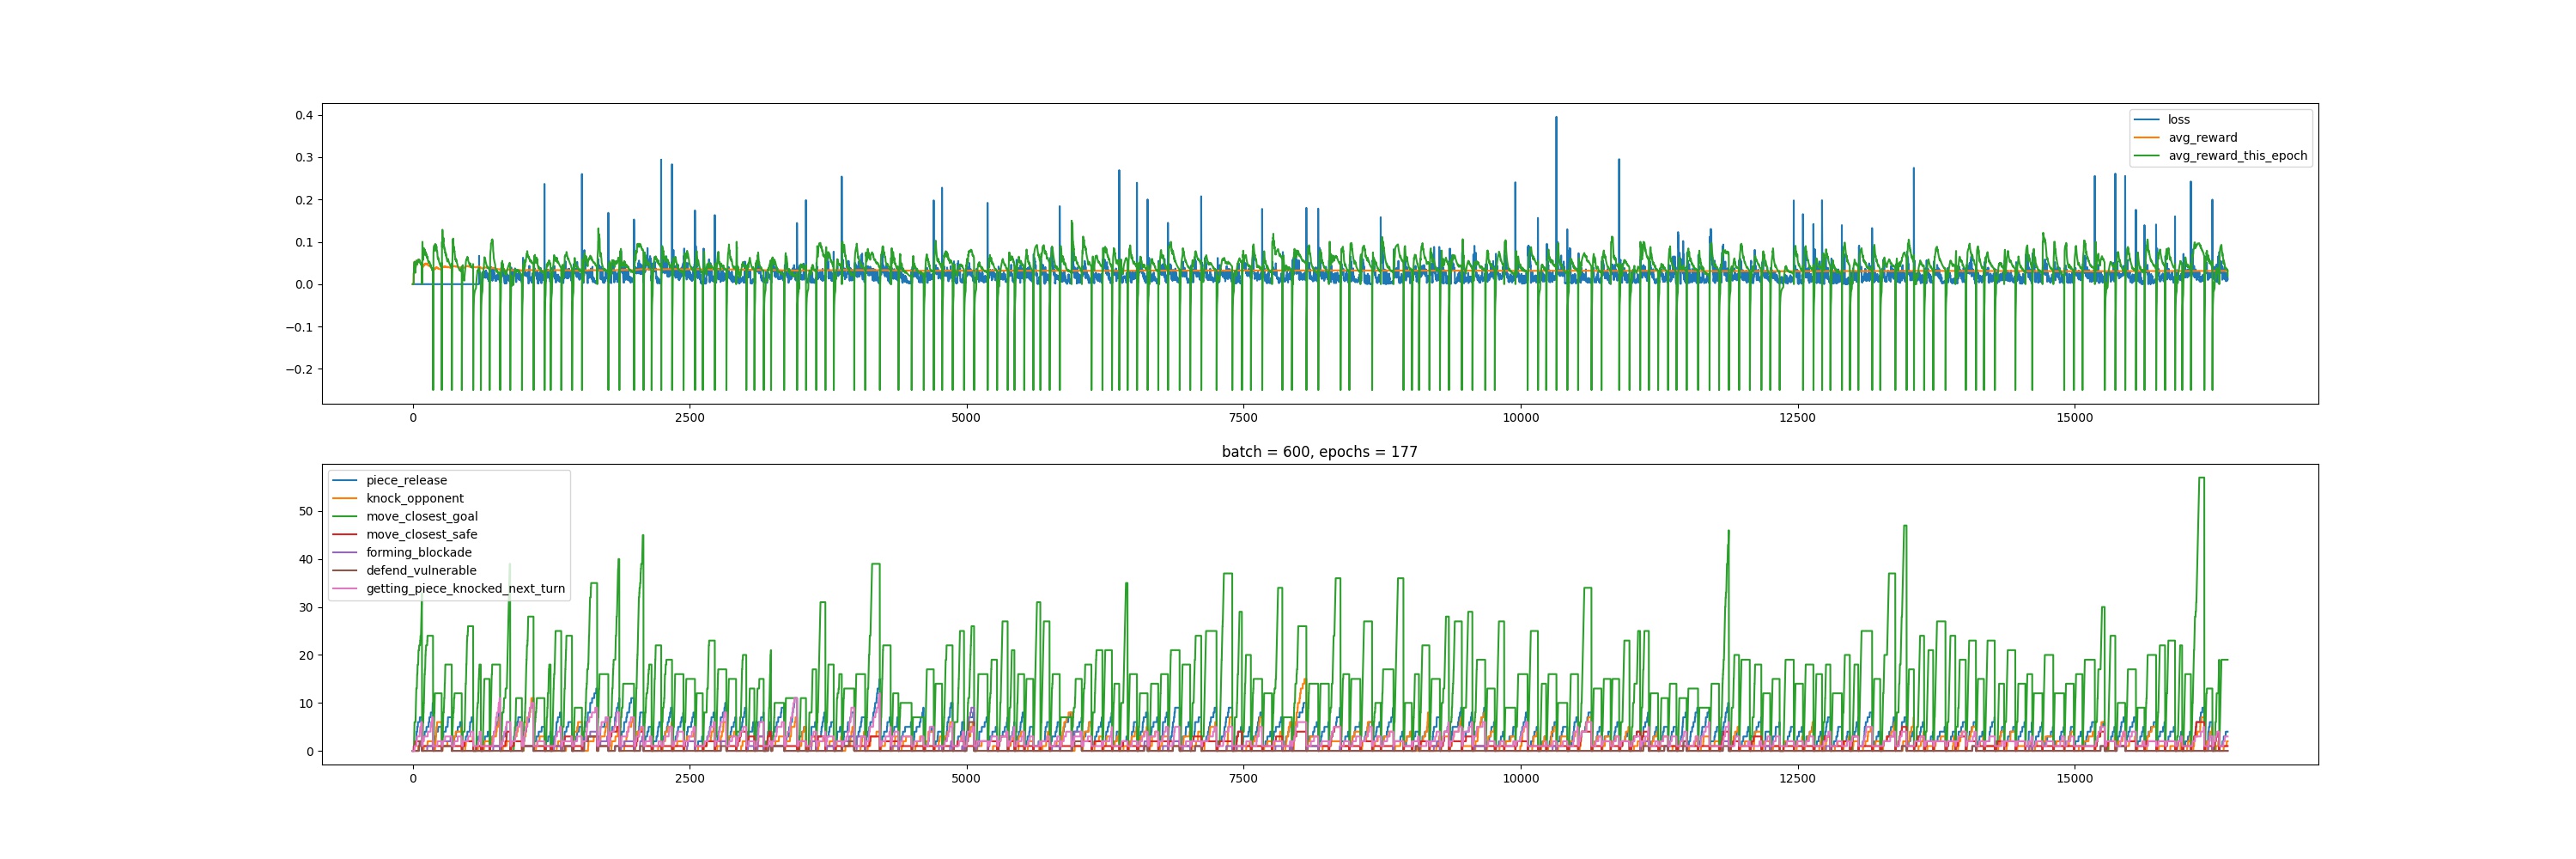 0.4
0.3
0.2
0.1
0.0
−0.1
−0.2
loss
avg_reward
avg_reward_this_epoch
0 2500 5000 7500 10000 12500 15000
batch = 600, epochs = 177
50
40
30
20
10
0
piece_release
knock_opponent
move_closest_goal
move_closest_safe
forming_blockade
defend_vulnerable
getting_piece_knocked_next_turn
0 2500 5000 7500 10000 12500 15000